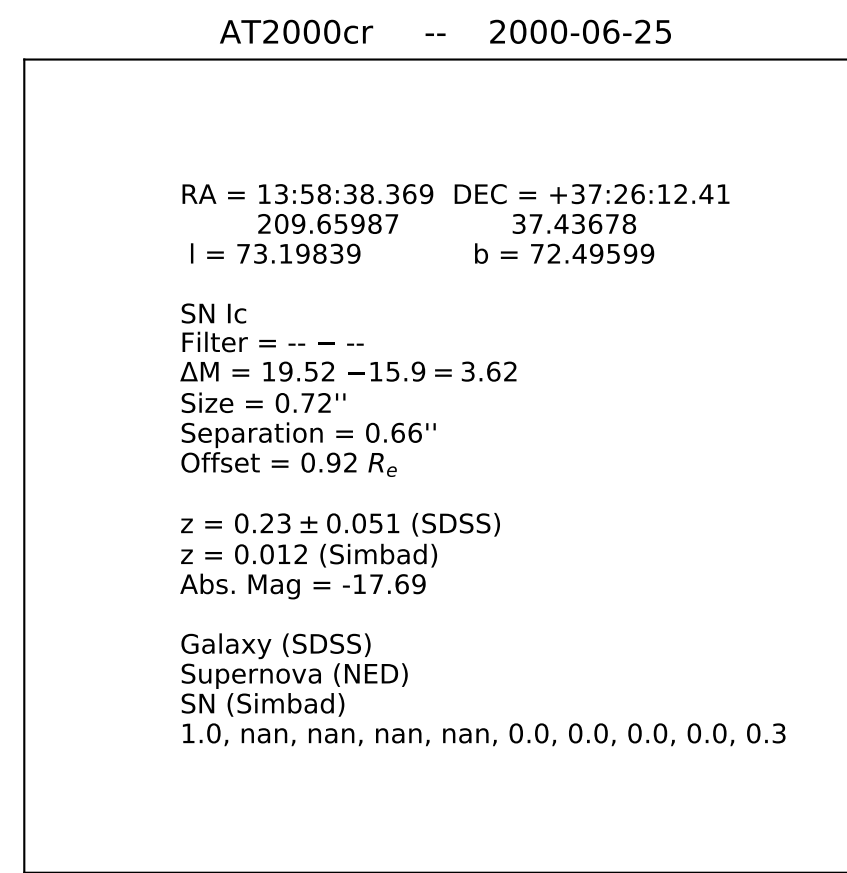 AT2000cr -- 2000-06-25
RA = 13:58:38.369 DEC = +37:26:12.41
209.65987 37.43678
l = 73.19839 b = 72.49599
SN Ic
Filter = -- − --
ΔM = 19.52 −15.9 = 3.62
Size = 0.72''
Separation = 0.66''
Offset = 0.92 Rₑ
z = 0.23 ± 0.051 (SDSS)
z = 0.012 (Simbad)
Abs. Mag = -17.69
Galaxy (SDSS)
Supernova (NED)
SN (Simbad)
1.0, nan, nan, nan, nan, 0.0, 0.0, 0.0, 0.0, 0.3